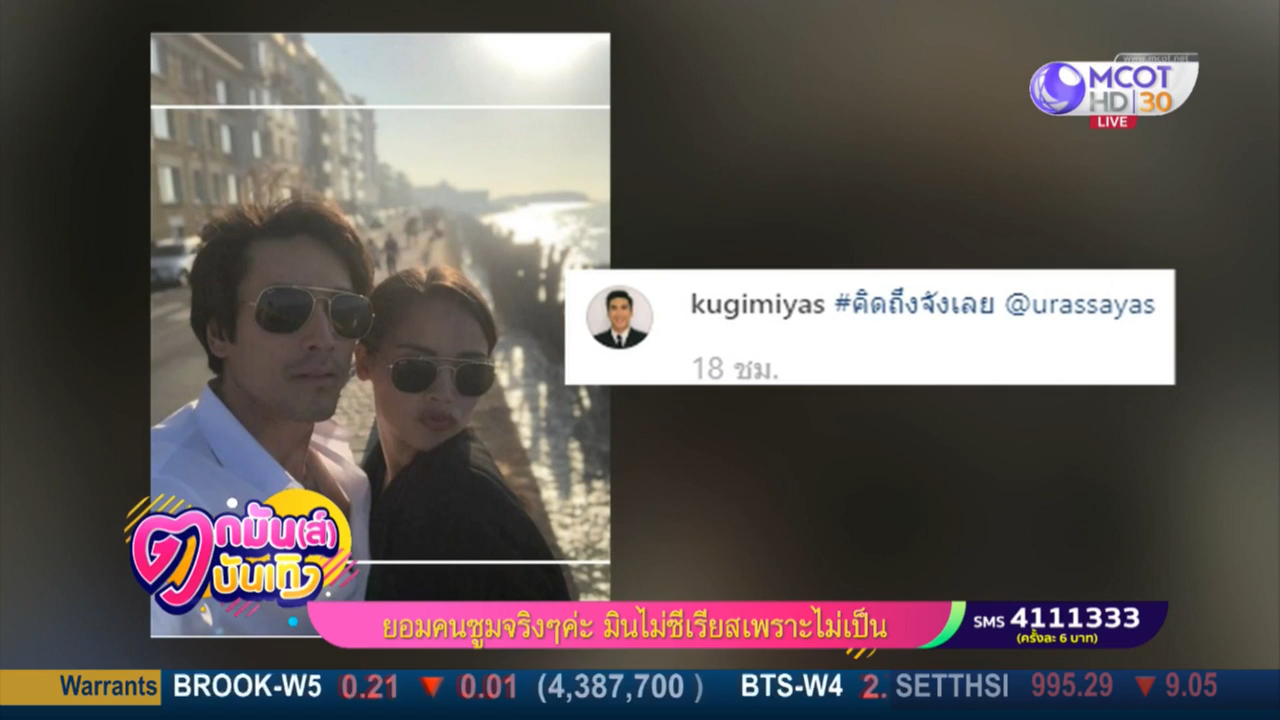 www.mcot.net
MCOT
HD 30
LIVE
kugimiyas #คิดถึงจังเลย @urassayas
18 ชม.
ตกมัน(ส์)
บันเทิง
ยอมคนซูมจริงๆค่ะ มินไม่ซีเรียสเพราะไม่เป็น
SMS 4111333
(ครั้งละ 6 บาท)
Warrants BROOK-W5 0.21 ▼ 0.01 (4,387,700 ) BTS-W4 2. SETTHSI 995.29 ▼ 9.05